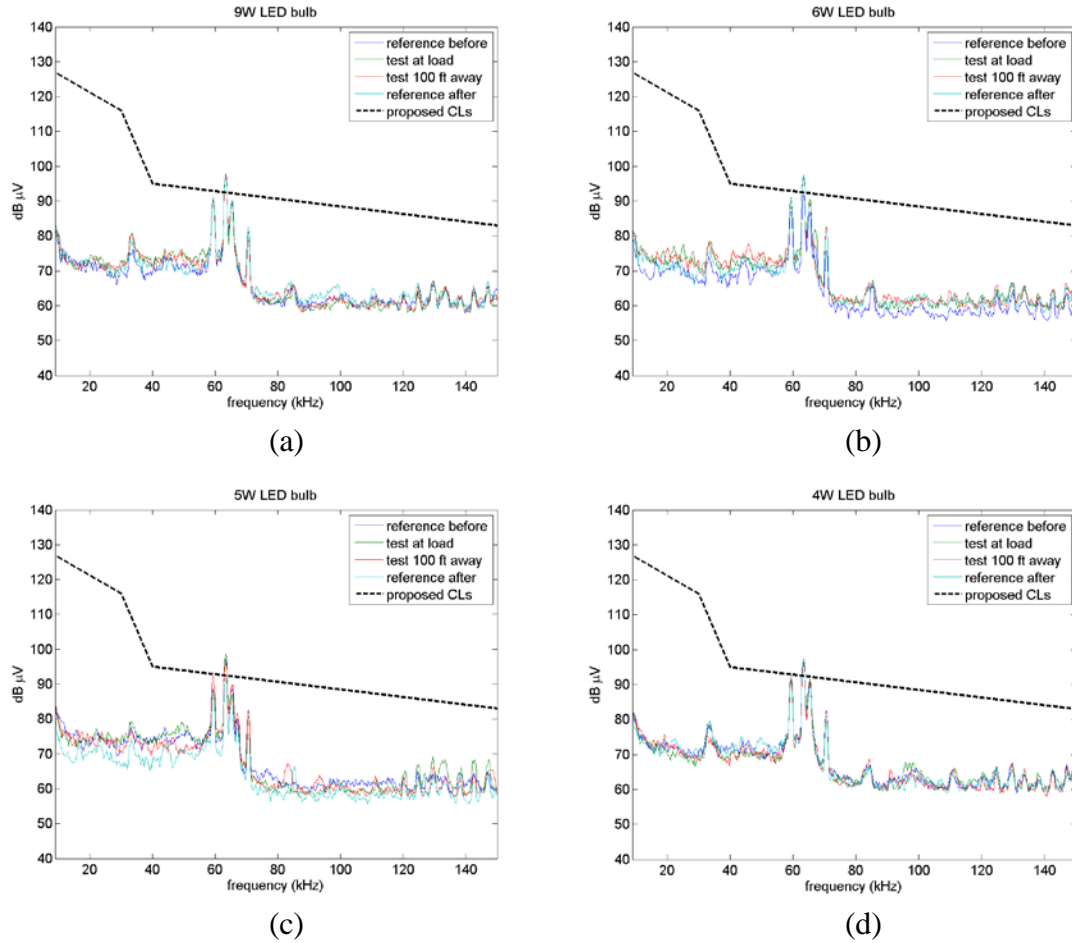 9W LED bulb
140
130
120
110
100
90
80
70
60
50
40
dB µV
20 40 60 80 100 120 140
frequency (kHz)
reference before
test at load
test 100 ft away
reference after
proposed CLs
(a)
6W LED bulb
140
130
120
110
100
90
80
70
60
50
40
dB µV
20 40 60 80 100 120 140
frequency (kHz)
reference before
test at load
test 100 ft away
reference after
proposed CLs
(b)
5W LED bulb
140
130
120
110
100
90
80
70
60
50
40
dB µV
20 40 60 80 100 120 140
frequency (kHz)
reference before
test at load
test 100 ft away
reference after
proposed CLs
(c)
4W LED bulb
140
130
120
110
100
90
80
70
60
50
40
dB µV
20 40 60 80 100 120 140
frequency (kHz)
reference before
test at load
test 100 ft away
reference after
proposed CLs
(d)